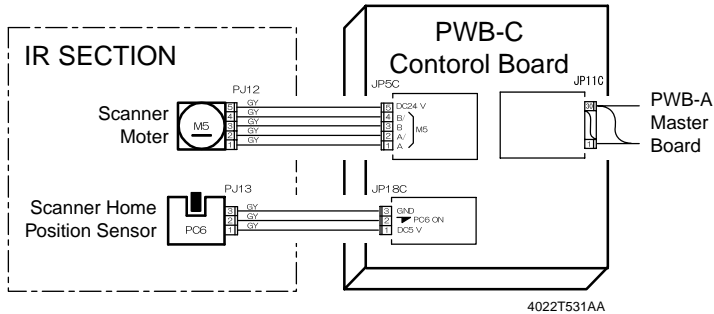 IR SECTION
PWB-C
Contorol Board
PJ12
JP5C
JP11C
Scanner
Moter
M5
5 GY 5 DC24 V
4 GY 4 B/
3 GY 3 B
2 GY 2 A/
1 GY 1 A
M5
30
1
PWB-A
Master
Board
Scanner Home
Position Sensor
PJ13
JP18C
PC6
3 GY 3 GND
2 GY 2 PC6 ON
1 GY 1 DC5 V
4022T531AA